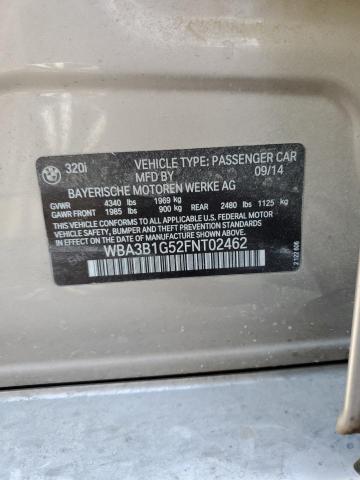 320i
VEHICLE TYPE: PASSENGER CAR
MFD BY 09/14
BAYERISCHE MOTOREN WERKE AG
GVWR 4340 lbs 1969 kg
GAWR FRONT 1985 lbs 900 kg REAR 2480 lbs 1125 kg
THIS VEHICLE CONFORMS TO ALL APPLICABLE
FEDERAL MOTOR VEHICLE SAFETY, BUMPER,
AND THEFT PREVENTION STANDARDS IN EFFECT
ON THE DATE OF MANUFACTURE SHOWN ABOVE.
WBA3B1G52FNT02462